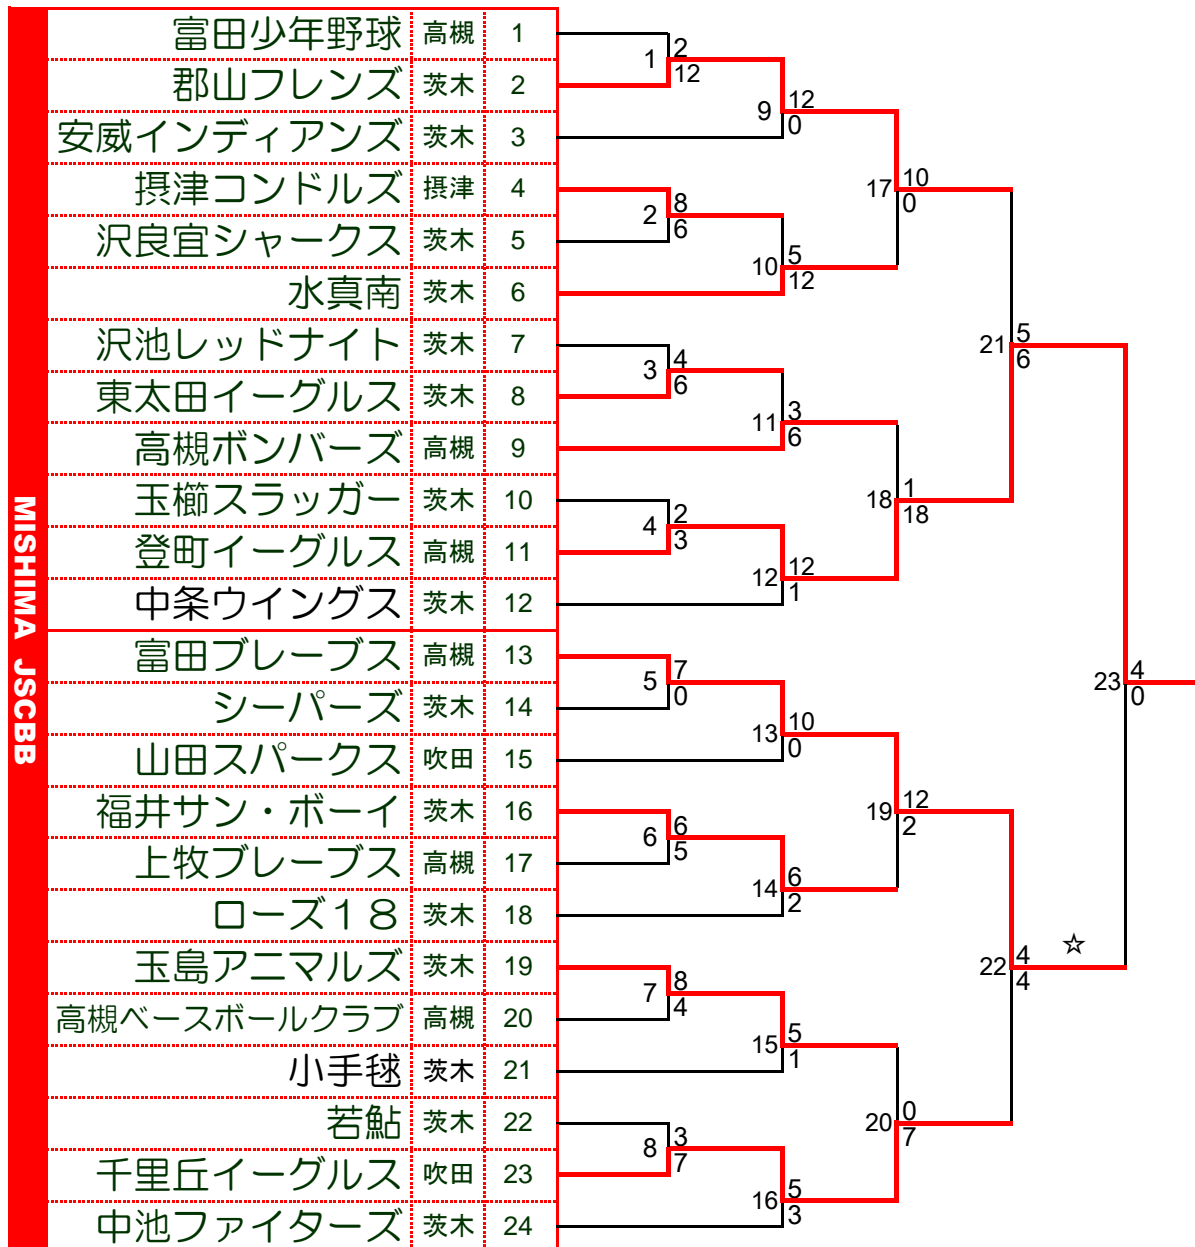 MISHIMA JSCBB
富田少年野球 高槻 1
郡山フレンズ 茨木 2
安威インディアンズ 茨木 3
摂津コンドルズ 摂津 4
沢良宜シャークス 茨木 5
水真南 茨木 6
沢池レッドナイト 茨木 7
東太田イーグルス 茨木 8
高槻ボンバーズ 高槻 9
玉櫛スラッガー 茨木 10
登町イーグルス 高槻 11
中条ウイングス 茨木 12
富田ブレーブス 高槻 13
シーパーズ 茨木 14
山田スパークス 吹田 15
福井サン・ボーイ 茨木 16
上牧ブレーブス 高槻 17
ローズ１８ 茨木 18
玉島アニマルズ 茨木 19
高槻ベースボールクラブ 高槻 20
小手毬 茨木 21
若鮎 茨木 22
千里丘イーグルス 吹田 23
中池ファイターズ 茨木 24
1 2 12
2 8 6
3 4 6
4 2 3
5 7 0
6 6 5
7 8 4
8 3 7
9 12 0
10 5 12
11 3 6
12 12 1
13 10 0
14 6 2
15 5 1
16 5 3
17 10 0
18 1 18
19 12 2
20 0 7
21 5 6
22 4 4 ☆
23 4 0